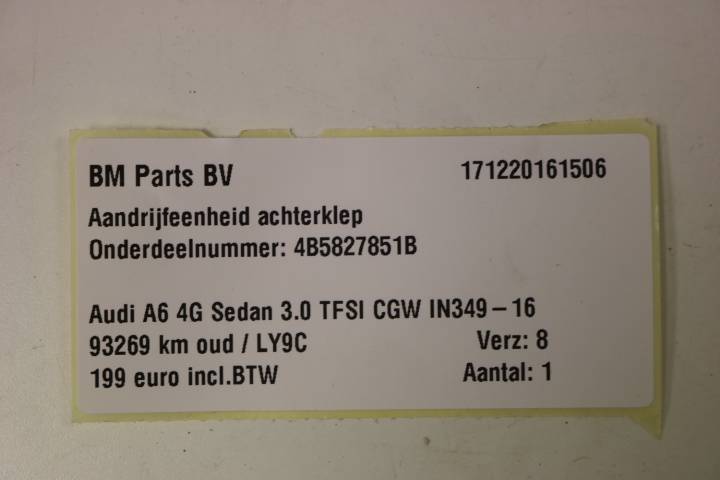 BM Parts BV 171220161506
Aandrijfeenheid achterklep
Onderdeelnummer: 4B5827851B
Audi A6 4G Sedan 3.0 TFSI CGW IN349-16
93269 km oud / LY9C Verz: 8
199 euro incl.BTW Aantal: 1